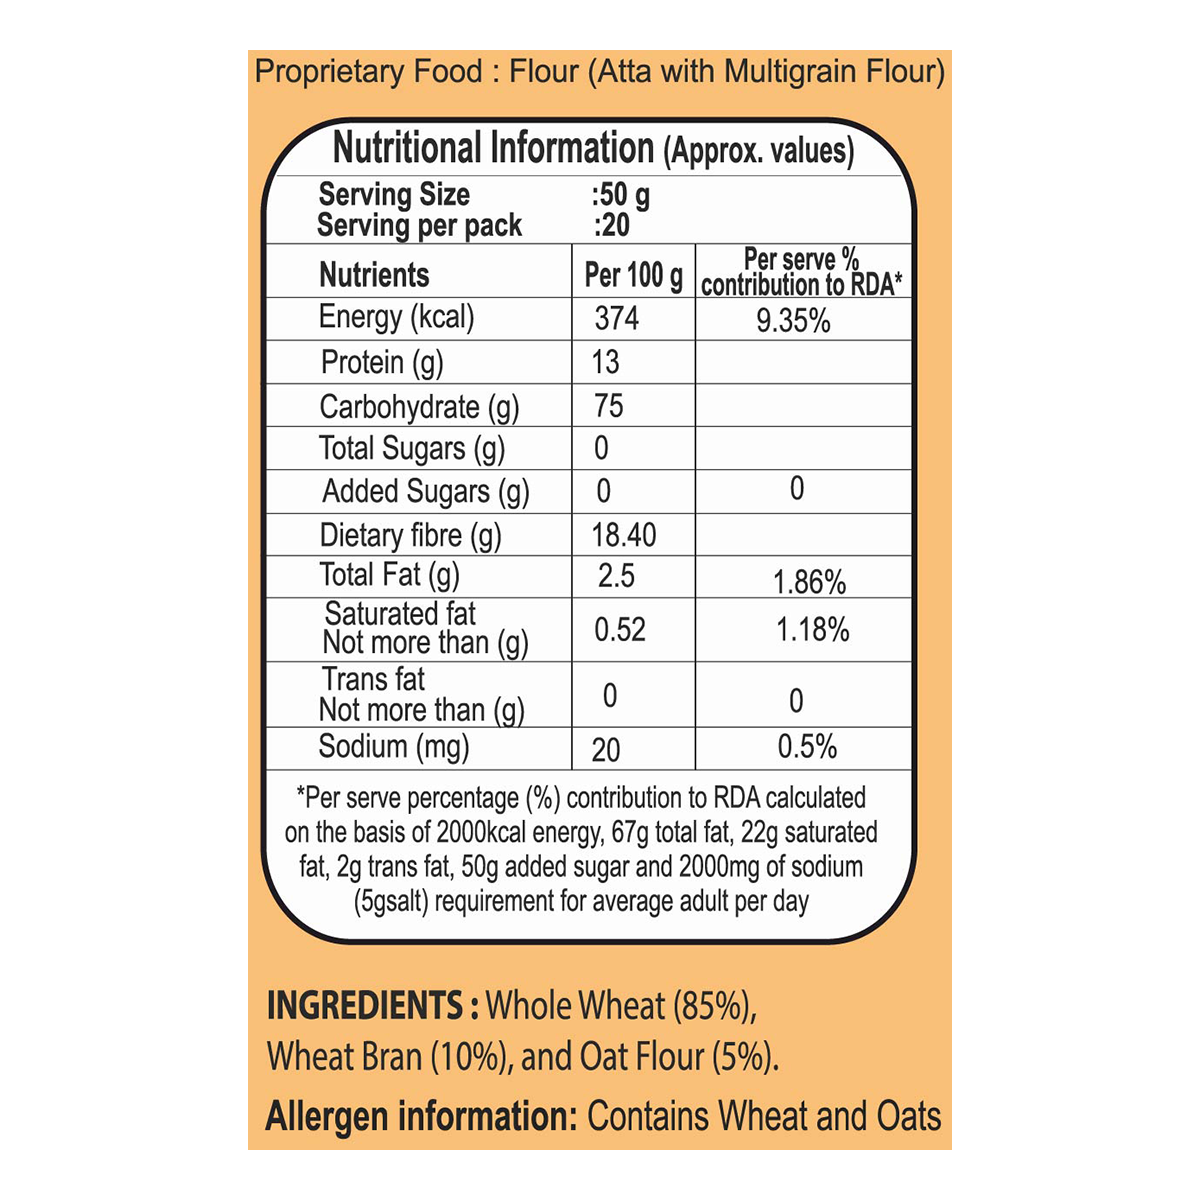 Proprietary Food : Flour (Atta with Multigrain Flour)
Nutritional Information (Approx. values)
Serving Size :50 g
Serving per pack :20
Nutrients Per 100 g Per serve % contribution to RDA*
Energy (kcal) 374 9.35%
Protein (g) 13
Carbohydrate (g) 75
Total Sugars (g) 0
Added Sugars (g) 0 0
Dietary fibre (g) 18.40
Total Fat (g) 2.5 1.86%
Saturated fat
Not more than (g) 0.52 1.18%
Trans fat
Not more than (g) 0 0
Sodium (mg) 20 0.5%
*Per serve percentage (%) contribution to RDA calculated
on the basis of 2000kcal energy, 67g total fat, 22g saturated
fat, 2g trans fat, 50g added sugar and 2000mg of sodium
(5gsalt) requirement for average adult per day
INGREDIENTS : Whole Wheat (85%),
Wheat Bran (10%), and Oat Flour (5%).
Allergen information: Contains Wheat and Oats